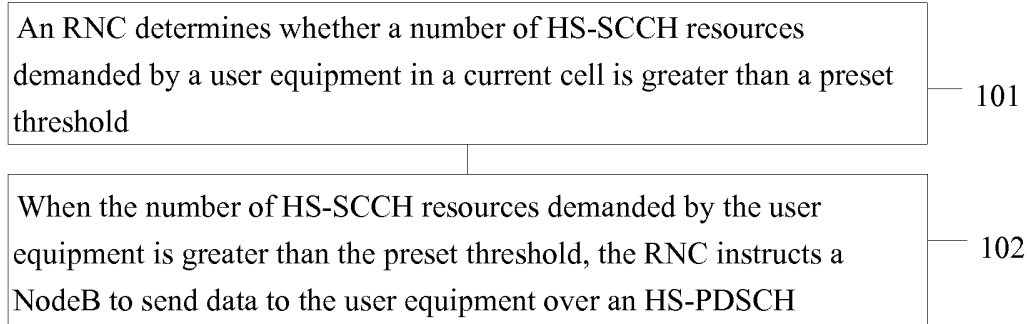 An RNC determines whether a number of HS-SCCH resources
demanded by a user equipment in a current cell is greater than a preset
threshold
101
When the number of HS-SCCH resources demanded by the user
equipment is greater than the preset threshold, the RNC instructs a
NodeB to send data to the user equipment over an HS-PDSCH
102